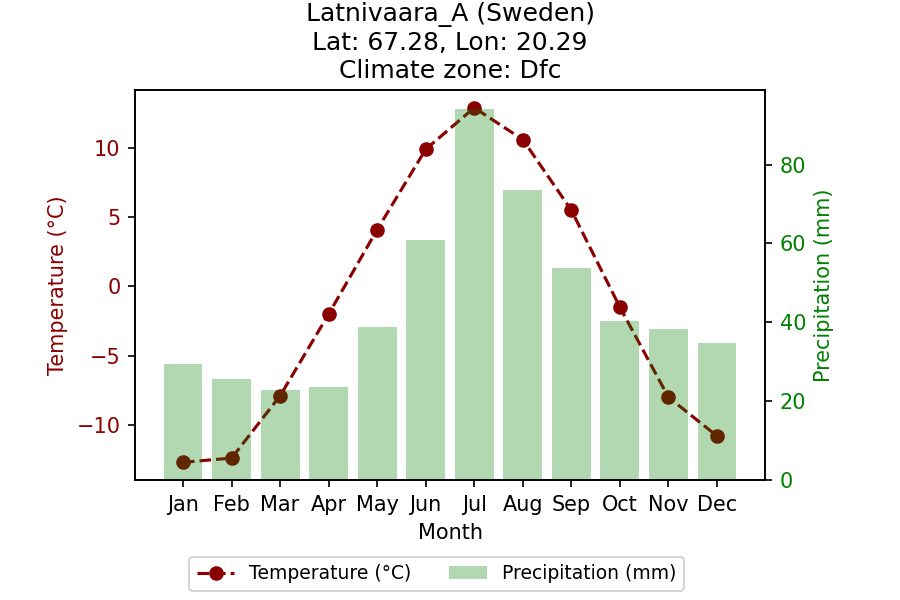 Latnivaara_A (Sweden)
Lat: 67.28, Lon: 20.29
Climate zone: Dfc
Temperature (°C)
10
5
0
−5
−10
Precipitation (mm)
80
60
40
20
0
Jan Feb Mar Apr May Jun Jul Aug Sep Oct Nov Dec
Month
Temperature (°C) Precipitation (mm)